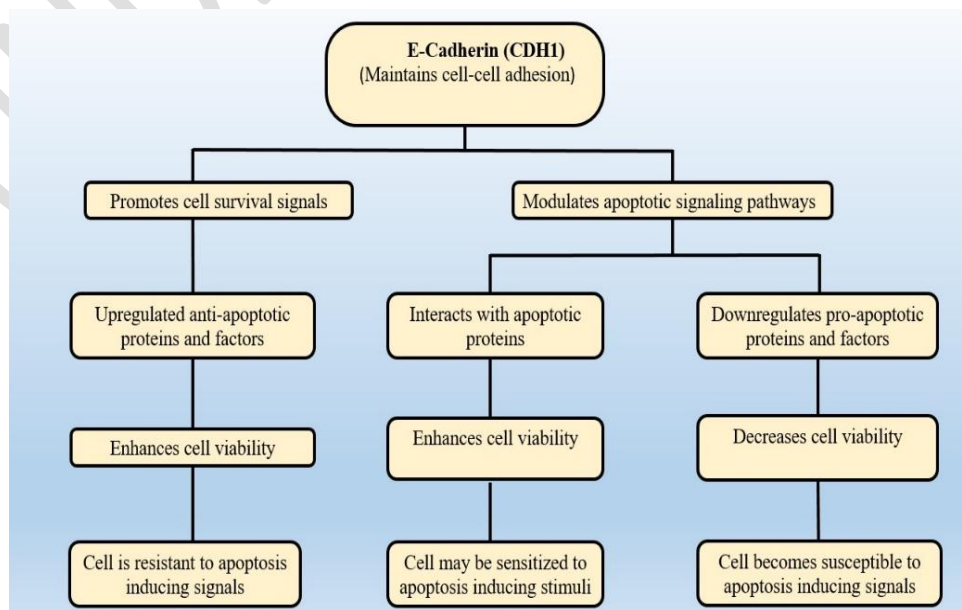 E-Cadherin (CDH1)
(Maintains cell-cell adhesion)
Promotes cell survival signals
Modulates apoptotic signaling pathways
Upregulated anti-apoptotic
proteins and factors
Interacts with apoptotic
proteins
Downregulates pro-apoptotic
proteins and factors
Enhances cell viability
Enhances cell viability
Decreases cell viability
Cell is resistant to apoptosis
inducing signals
Cell may be sensitized to
apoptosis inducing stimuli
Cell becomes susceptible to
apoptosis inducing signals